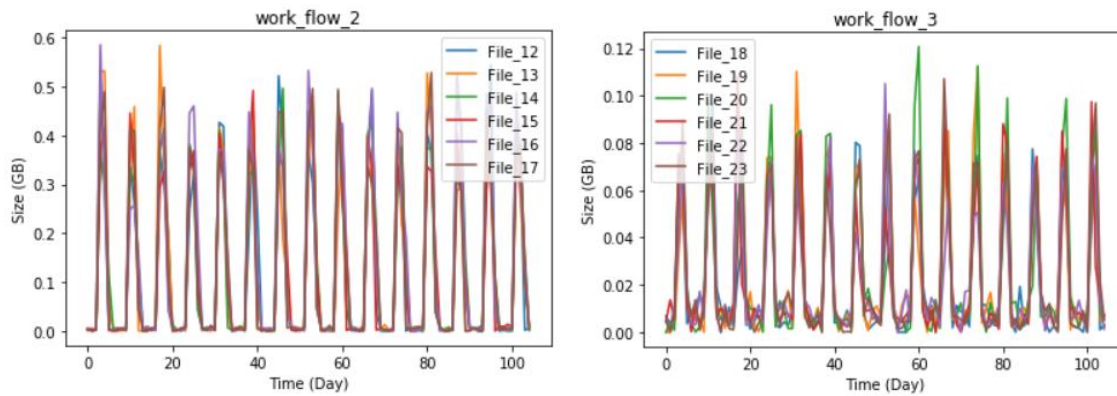 work_flow_2
0.6
0.5
0.4
0.3
0.2
0.1
0.0
Size (GB)
File_12
File_13
File_14
File_15
File_16
File_17
0 20 40 60 80 100
Time (Day)
work_flow_3
0.12
0.10
0.08
0.06
0.04
0.02
0.00
Size (GB)
File_18
File_19
File_20
File_21
File_22
File_23
0 20 40 60 80 100
Time (Day)